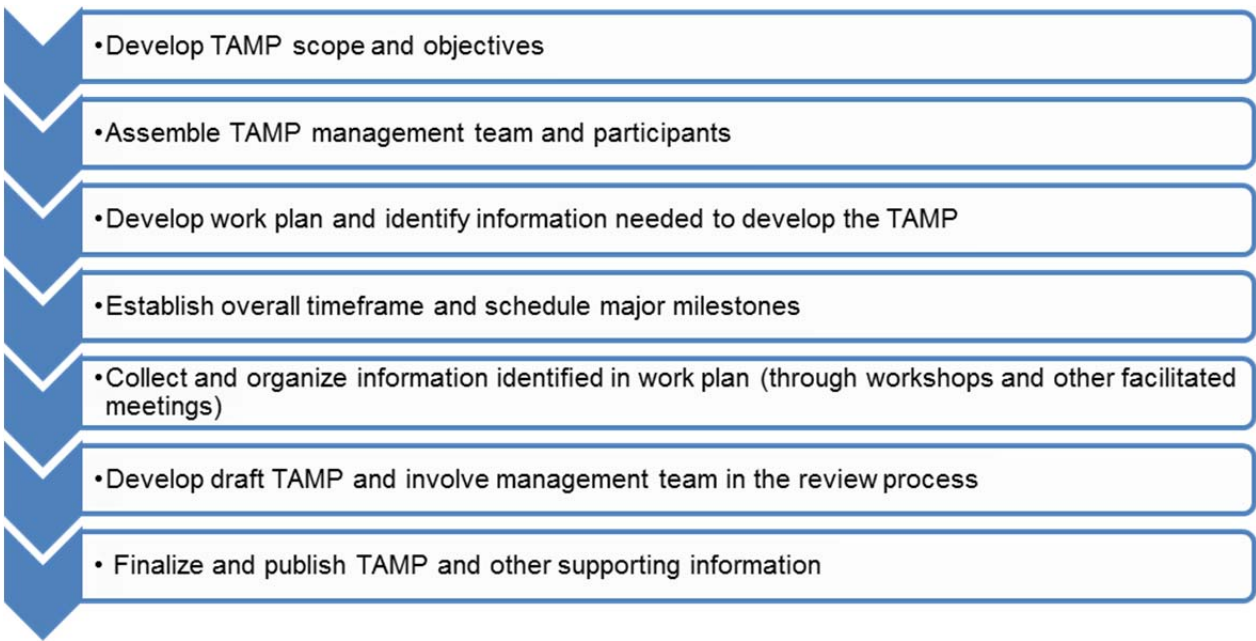 •Develop TAMP scope and objectives
•Assemble TAMP management team and participants
•Develop work plan and identify information needed to develop the TAMP
•Establish overall timeframe and schedule major milestones
•Collect and organize information identified in work plan (through workshops and other facilitated
meetings)
•Develop draft TAMP and involve management team in the review process
• Finalize and publish TAMP and other supporting information